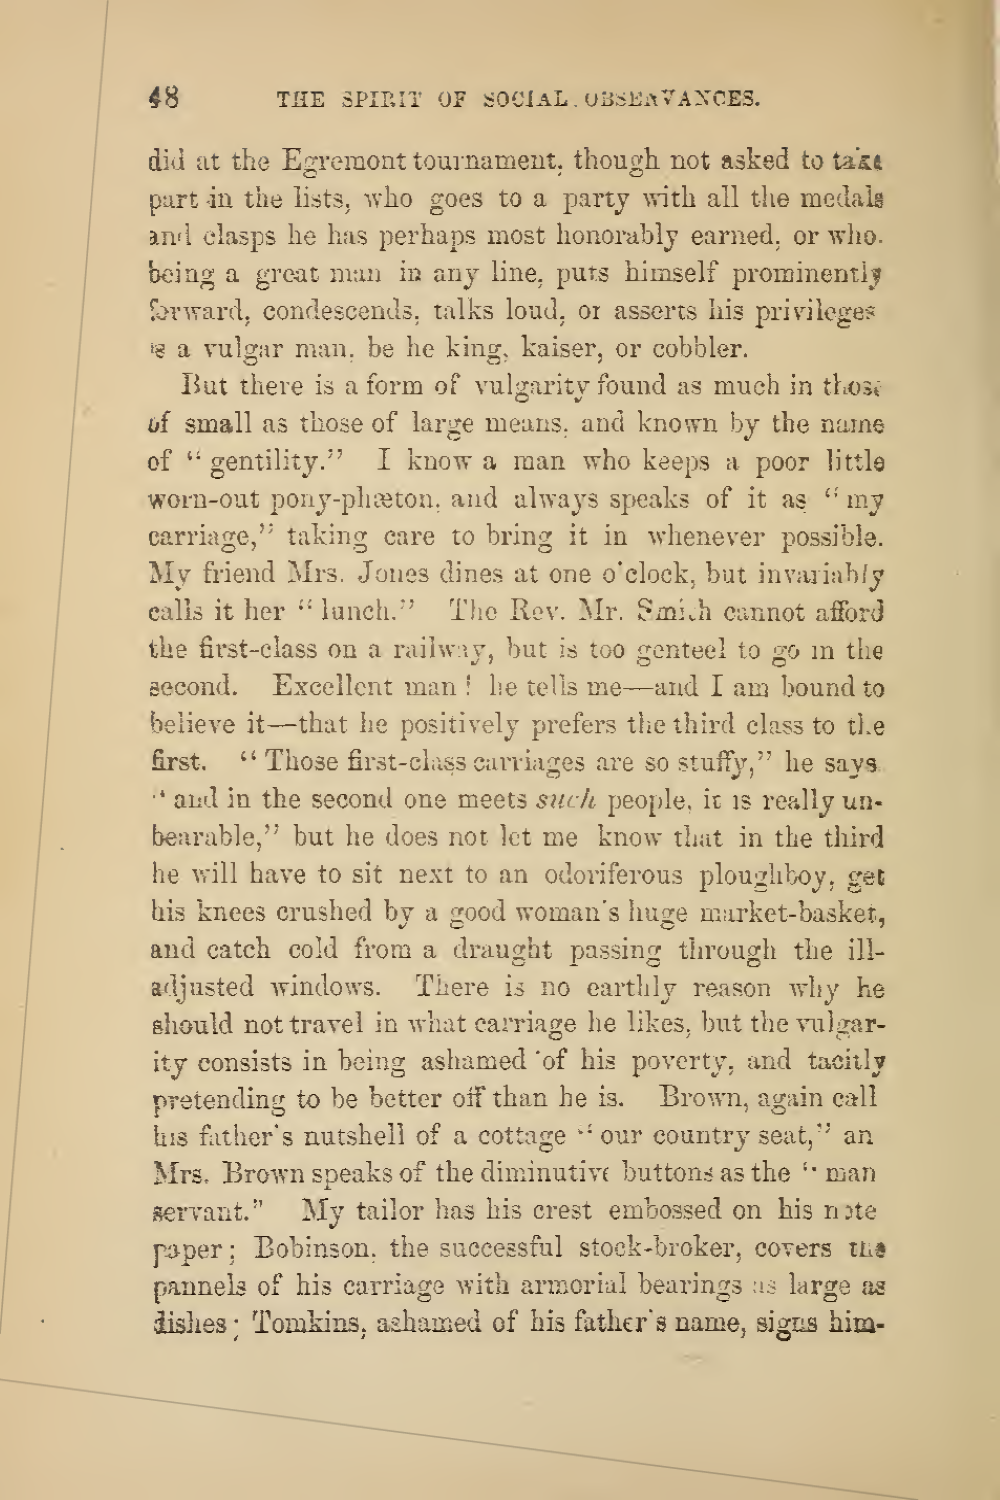 48 THE SPIRIT OF SOCIAL OBSERVANCES.
did at the Egremont tournament, though not asked to take
part in the lists, who goes to a party with all the medals
and clasps he has perhaps most honorably earned, or who,
being a great man in any line, puts himself prominently
forward, condescends, talks loud, or asserts his privileges
is a vulgar man, be he king, kaiser, or cobbler.
But there is a form of vulgarity found as much in those
of small as those of large means, and known by the name
of “gentility.” I know a man who keeps a poor little
worn-out pony-phæton, and always speaks of it as “my
carriage,” taking care to bring it in whenever possible.
My friend Mrs. Jones dines at one o'clock, but invariably
calls it her “lunch.” The Rev. Mr. Smith cannot afford
the first-class on a railway, but is too genteel to go in the
second. Excellent man! he tells me—and I am bound to
believe it—that he positively prefers the third class to the
first. “Those first-class carriages are so stuffy,” he says
“and in the second one meets such people, it is really un-
bearable,” but he does not let me know that in the third
he will have to sit next to an odoriferous ploughboy, get
his knees crushed by a good woman's huge market-basket,
and catch cold from a draught passing through the ill-
adjusted windows. There is no earthly reason why he
should not travel in what carriage he likes, but the vulgar-
ity consists in being ashamed of his poverty, and tacitly
pretending to be better off than he is. Brown, again call
his father's nutshell of a cottage “our country seat,” an
Mrs. Brown speaks of the diminutive buttons as the “man
servant.” My tailor has his crest embossed on his note
paper; Bobinson, the successful stock-broker, covers the
pannels of his carriage with armorial bearings as large as
dishes; Tomkins, ashamed of his father's name, signs him-